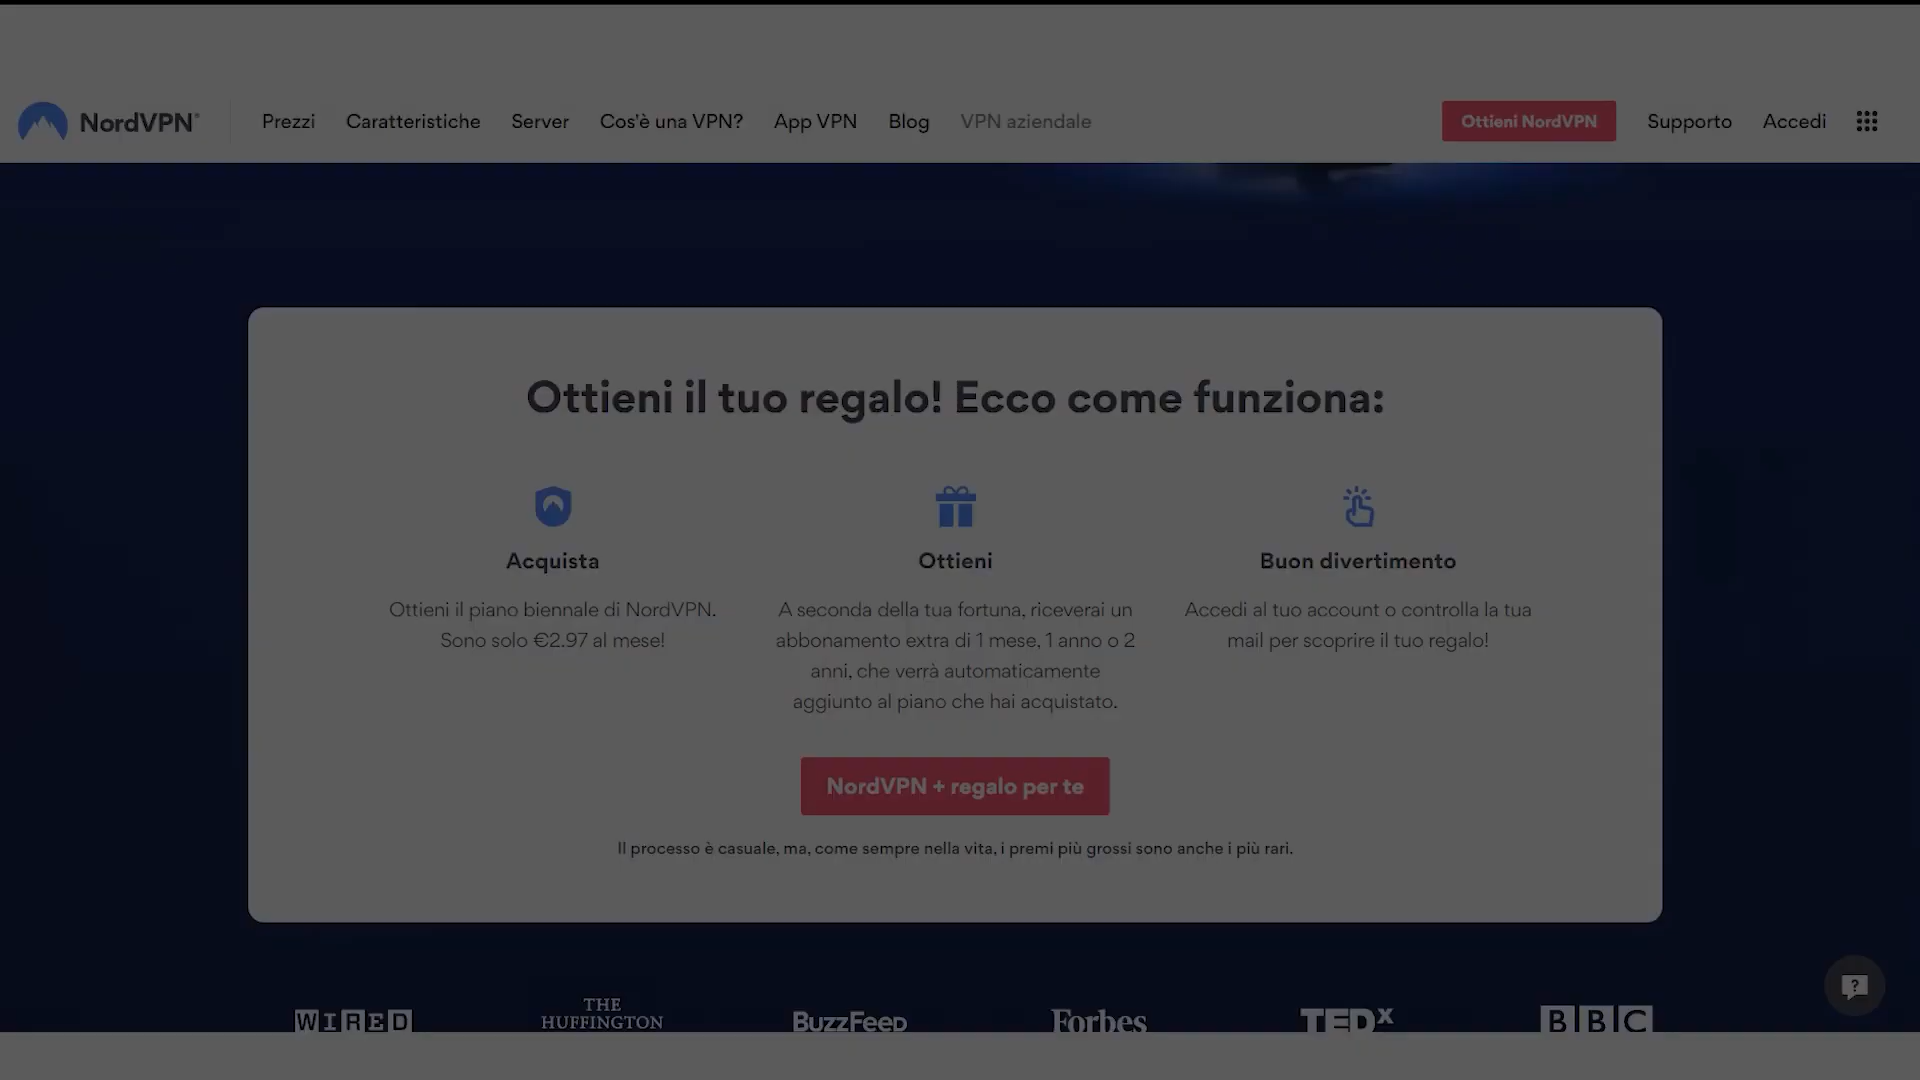 NordVPN®
Prezzi
Caratteristiche
Server
Cos'è una VPN?
App VPN
Blog
VPN aziendale
Ottieni NordVPN
Supporto
Accedi
Ottieni il tuo regalo! Ecco come funziona:
Acquista
Ottieni il piano biennale di NordVPN.
Sono solo €2.97 al mese!
Ottieni
A seconda della tua fortuna, riceverai un
abbonamento extra di 1 mese, 1 anno o 2
anni, che verrà automaticamente
aggiunto al piano che hai acquistato.
Buon divertimento
Accedi al tuo account o controlla la tua
mail per scoprire il tuo regalo!
NordVPN + regalo per te
Il processo è casuale, ma, come sempre nella vita, i premi più grossi sono anche i più rari.
WIRED
THE
HUFFINGTON
BuzzFeed
Forbes
TEDx
BBC
?